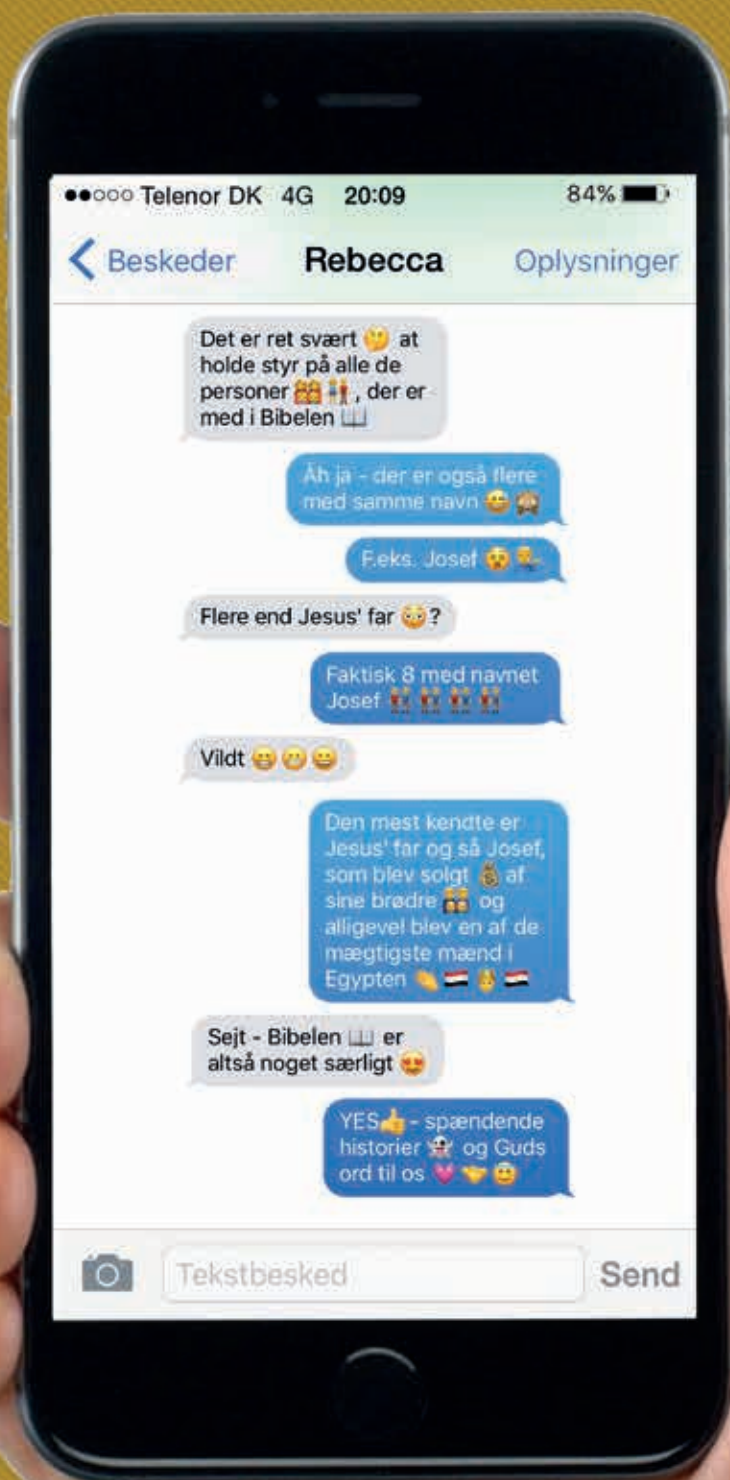 ●●○○○ Telenor DK 4G 20:09 84%
Beskeder Rebecca Oplysninger
Det er ret svært 🤔 at
holde styr på alle de
personer 👨‍👨‍👧‍👦 👫, der er
med i Bibelen 📖
Åh ja - der er også flere
med samme navn 😅 🙈
F.eks. Josef 😲
Flere end Jesus' far 😳?
Faktisk 8 med navnet
Josef 👬 👬 👬 👬
Vildt 😬 😁 😀
Den mest kendte er
Jesus' far og så Josef,
som blev solgt 💰 af
sine brødre og
alligevel blev en af de
mægtigste mænd i
Egypten 👏 🇪🇬 🇪🇬
Sejt - Bibelen 📖 er
altså noget særligt 😍
YES👍- spændende
historier 👻 og Guds
ord til os 💗 🤝 😇
Tekstbesked Send